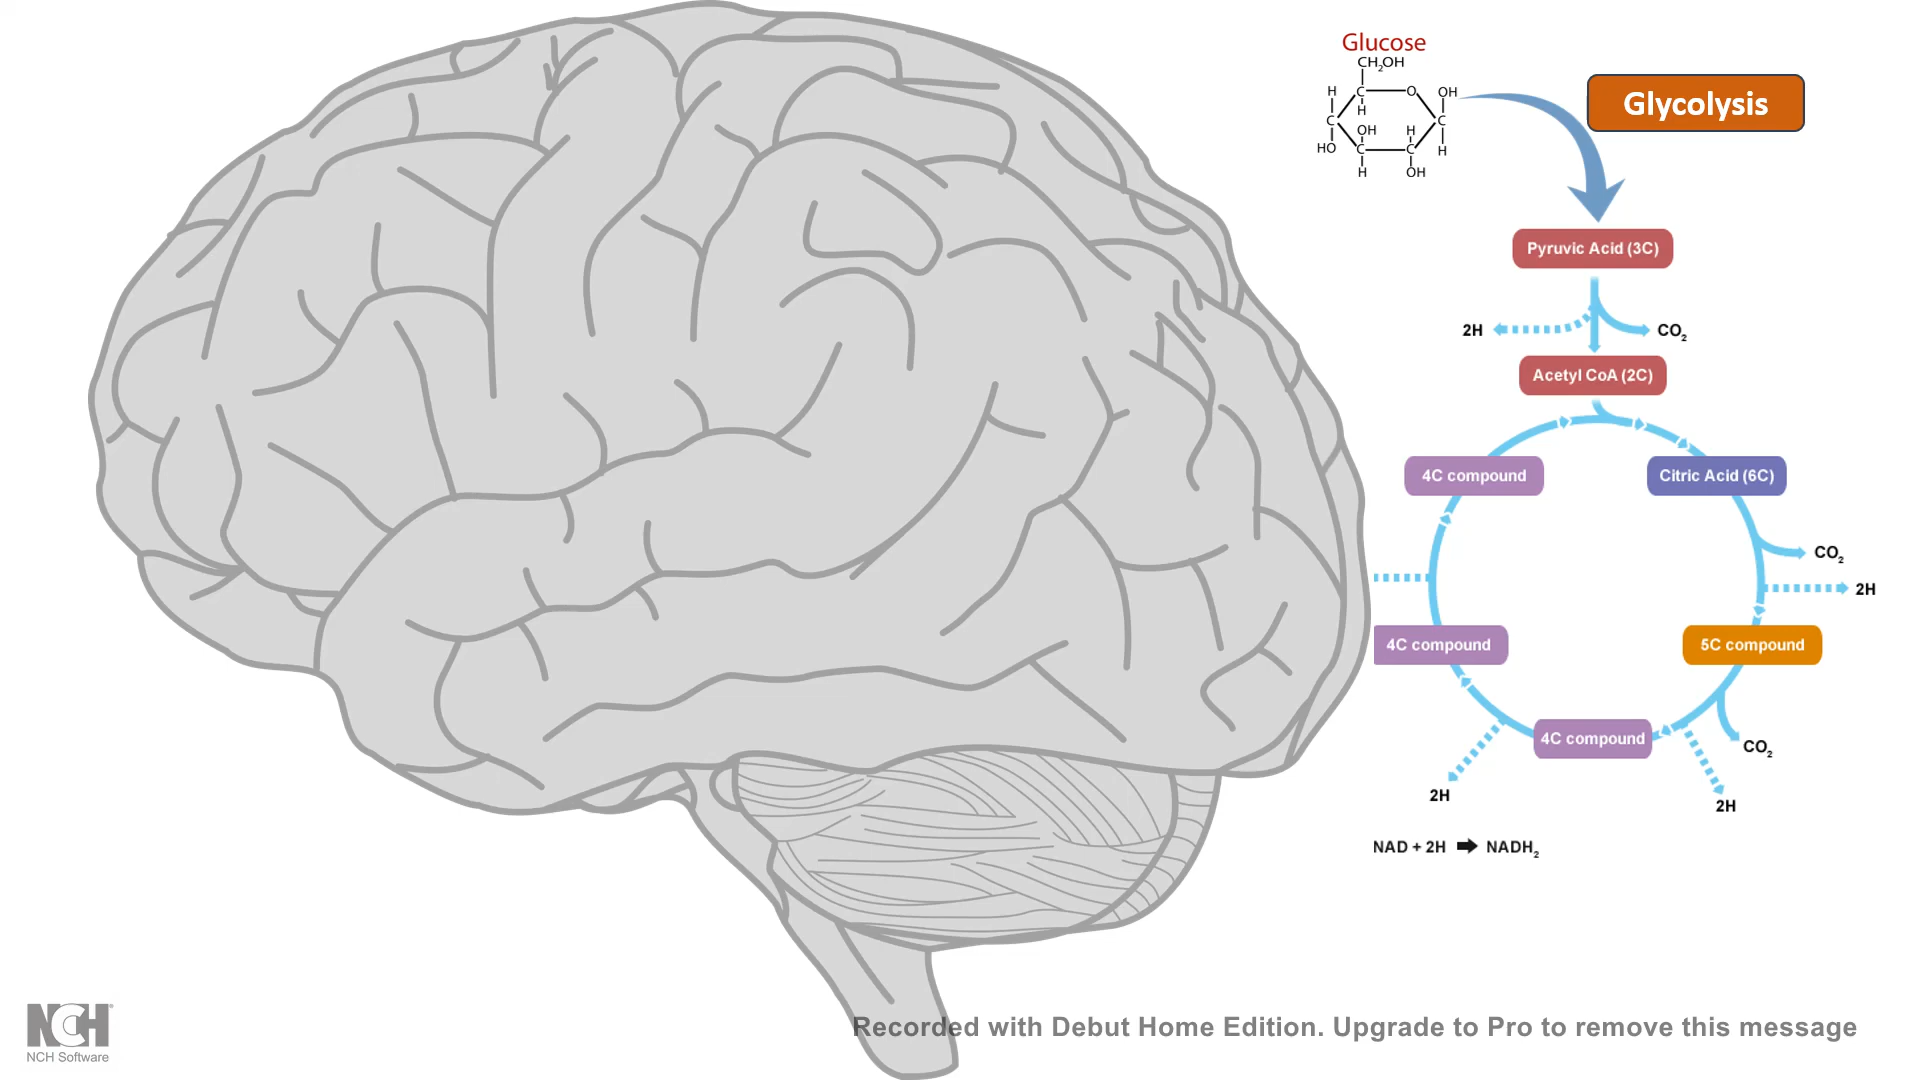 Glucose
CH₂OH
H C O OH
H
C OH H C
HO C C H
H OH
Glycolysis
Pyruvic Acid (3C)
2H CO₂
Acetyl CoA (2C)
4C compound Citric Acid (6C)
CO₂
2H
4C compound 5C compound
4C compound
CO₂
2H 2H
NAD + 2H ➡ NADH₂
NCH
NCH Software
Recorded with Debut Home Edition. Upgrade to Pro to remove this message